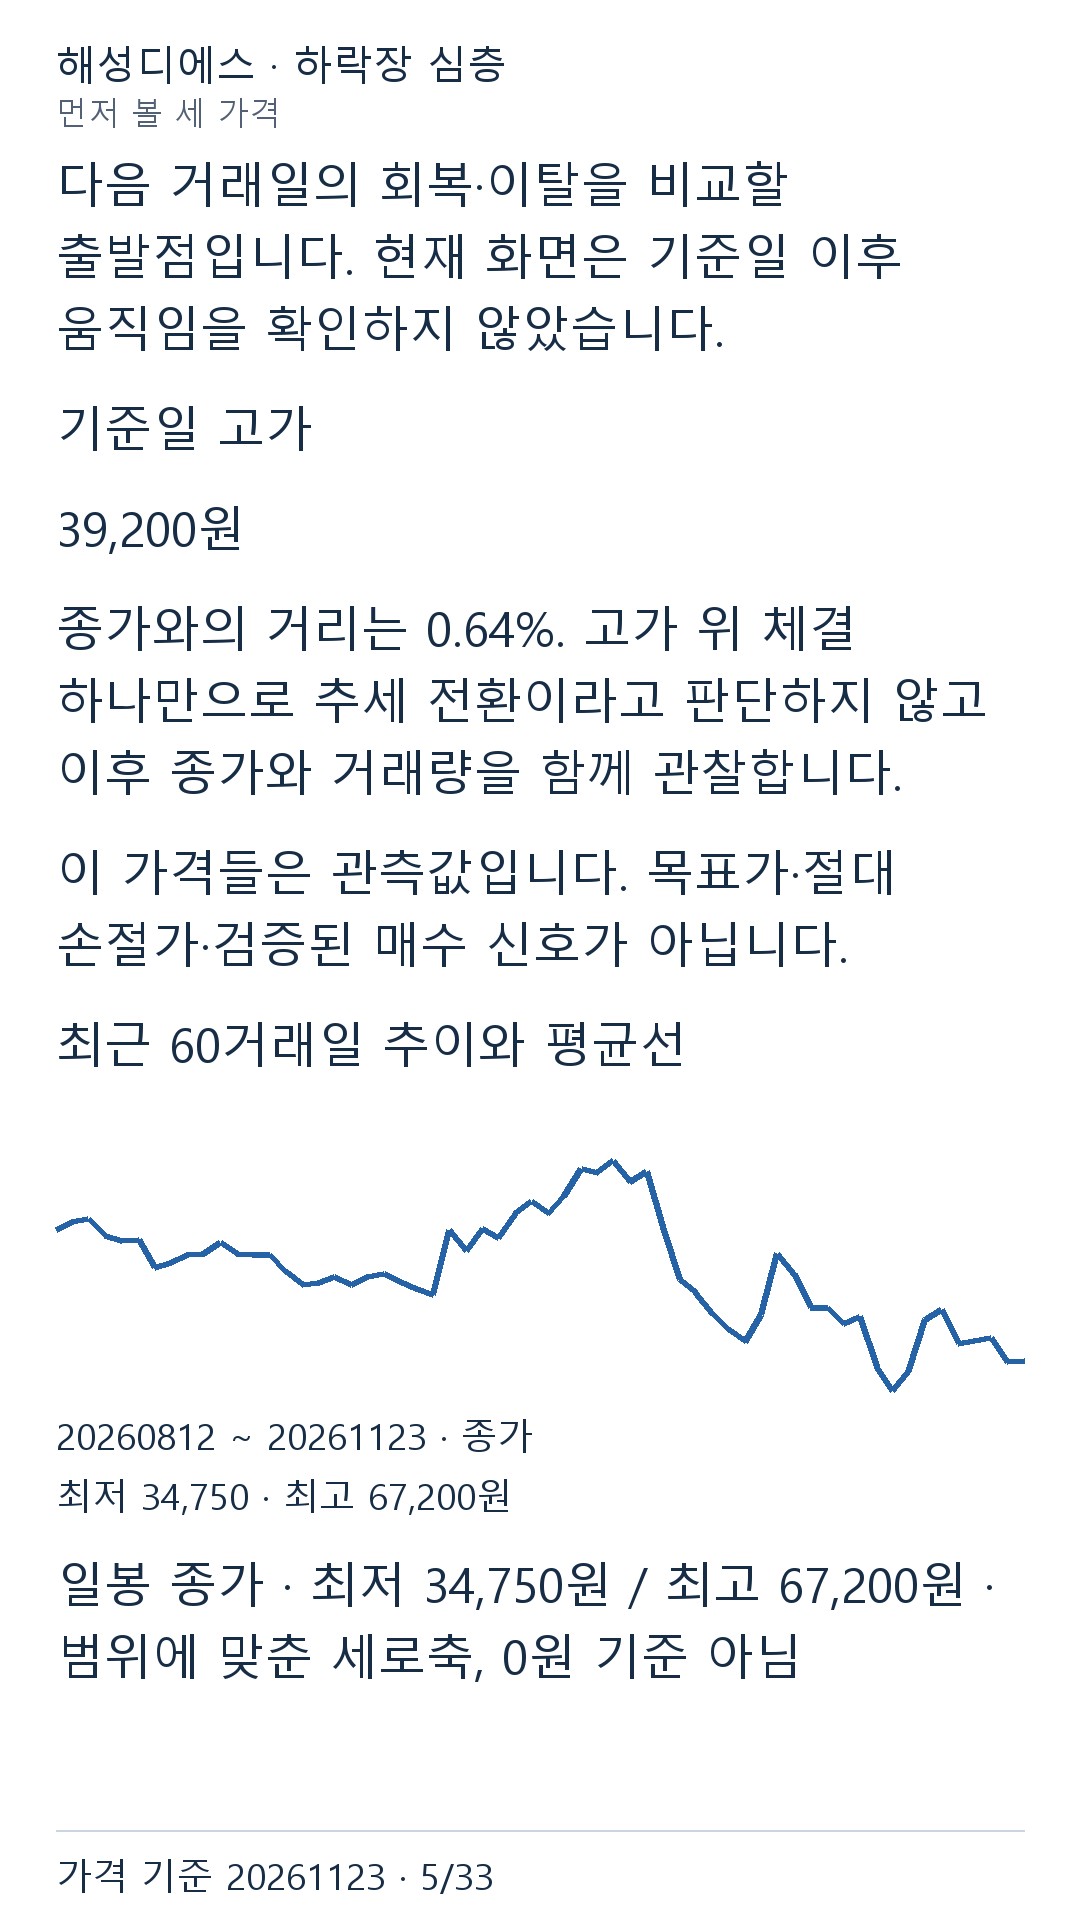 해성디에스 · 하락장 심층
먼저 볼 세 가격
다음 거래일의 회복·이탈을 비교할
출발점입니다. 현재 화면은 기준일 이후
움직임을 확인하지 않았습니다.
기준일 고가
39,200원
종가와의 거리는 0.64%. 고가 위 체결
하나만으로 추세 전환이라고 판단하지 않고
이후 종가와 거래량을 함께 관찰합니다.
이 가격들은 관측값입니다. 목표가·절대
손절가·검증된 매수 신호가 아닙니다.
최근 60거래일 추이와 평균선
20260812 ~ 20261123 · 종가
최저 34,750 · 최고 67,200원
일봉 종가 · 최저 34,750원 / 최고 67,200원 ·
범위에 맞춘 세로축, 0원 기준 아님
가격 기준 20261123 · 5/33